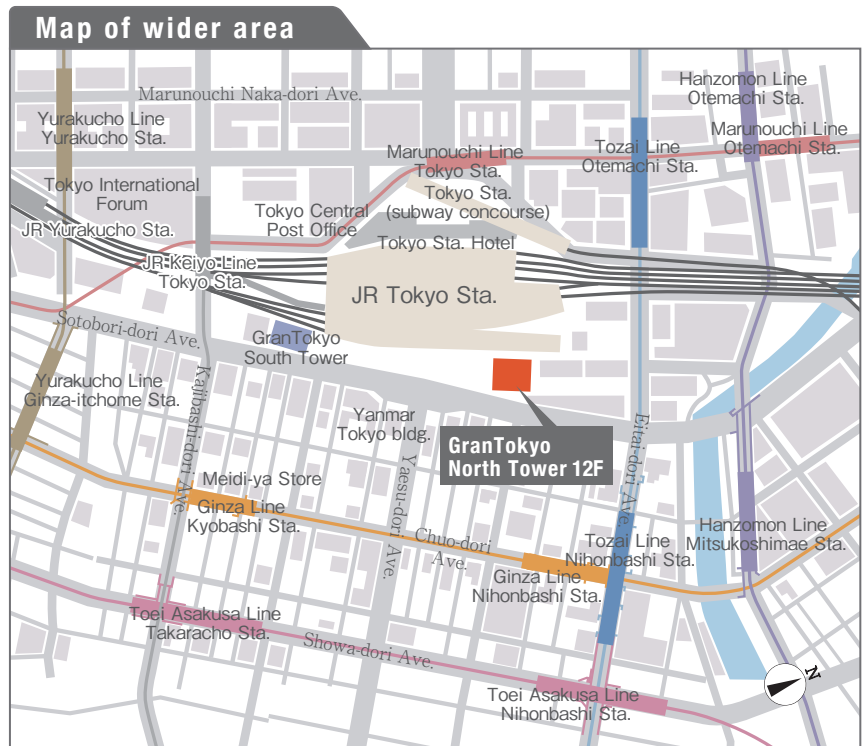 Map of wider area
Marunouchi Naka-dori Ave.
Hanzomon Line
Otemachi Sta.
Yurakucho Line
Yurakucho Sta.
Marunouchi Line
Tokyo Sta.
Tozai Line
Otemachi Sta.
Marunouchi Line
Otemachi Sta.
Tokyo International
Forum
Tokyo Sta.
(subway concourse)
Tokyo Central
Post Office
JR Yurakucho Sta.
Tokyo Sta. Hotel
JR Keiyo Line
Tokyo Sta.
JR Tokyo Sta.
Sotobori-dori Ave.
GranTokyo
South Tower
Yurakucho Line
Ginza-itchome Sta.
Kajibashi-dori Ave.
Yanmar
Tokyo bldg.
GranTokyo
North Tower 12F
Eitai-dori Ave.
Meidi-ya Store
Ginza Line
Kyobashi Sta.
Yaesu-dori Ave.
Chuo-dori
Ave.
Tozai Line
Nihonbashi Sta.
Hanzomon Line
Mitsukoshimae Sta.
Ginza Line
Nihonbashi Sta.
Toei Asakusa Line
Takaracho Sta.
Showa-dori Ave.
Toei Asakusa Line
Nihonbashi Sta.
N